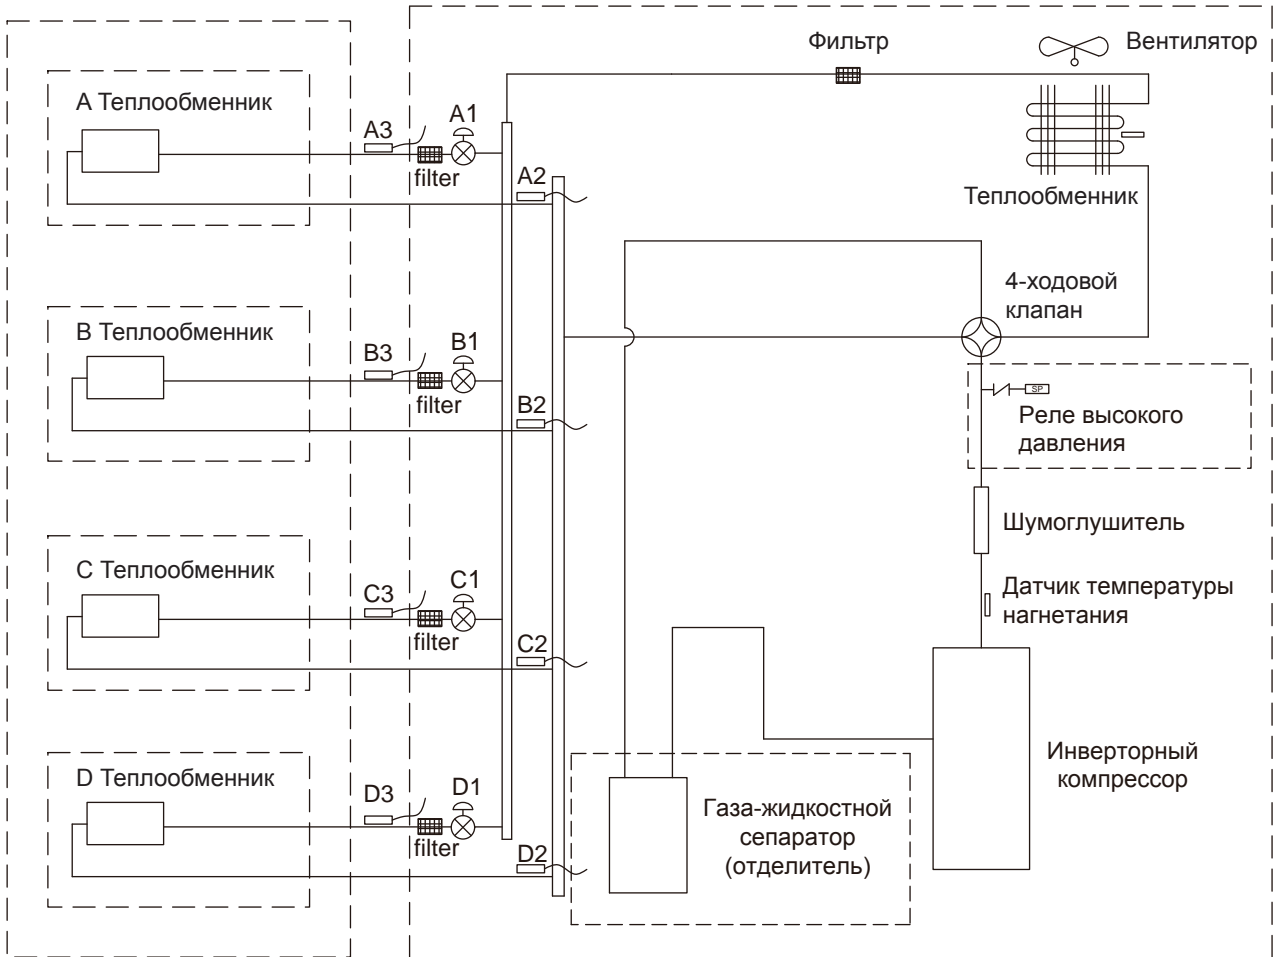 Фильтр
Вентилятор
A Теплообменник
A3
A1
filter
A2
Теплообменник
4-ходовой
клапан
B Теплообменник
B3
B1
filter
B2
SP
Реле высокого
давления
Шумоглушитель
C Теплообменник
C3
C1
filter
C2
Датчик температуры
нагнетания
Инверторный
компрессор
D Теплообменник
D3
D1
filter
D2
Газа-жидкостной
сепаратор
(отделитель)